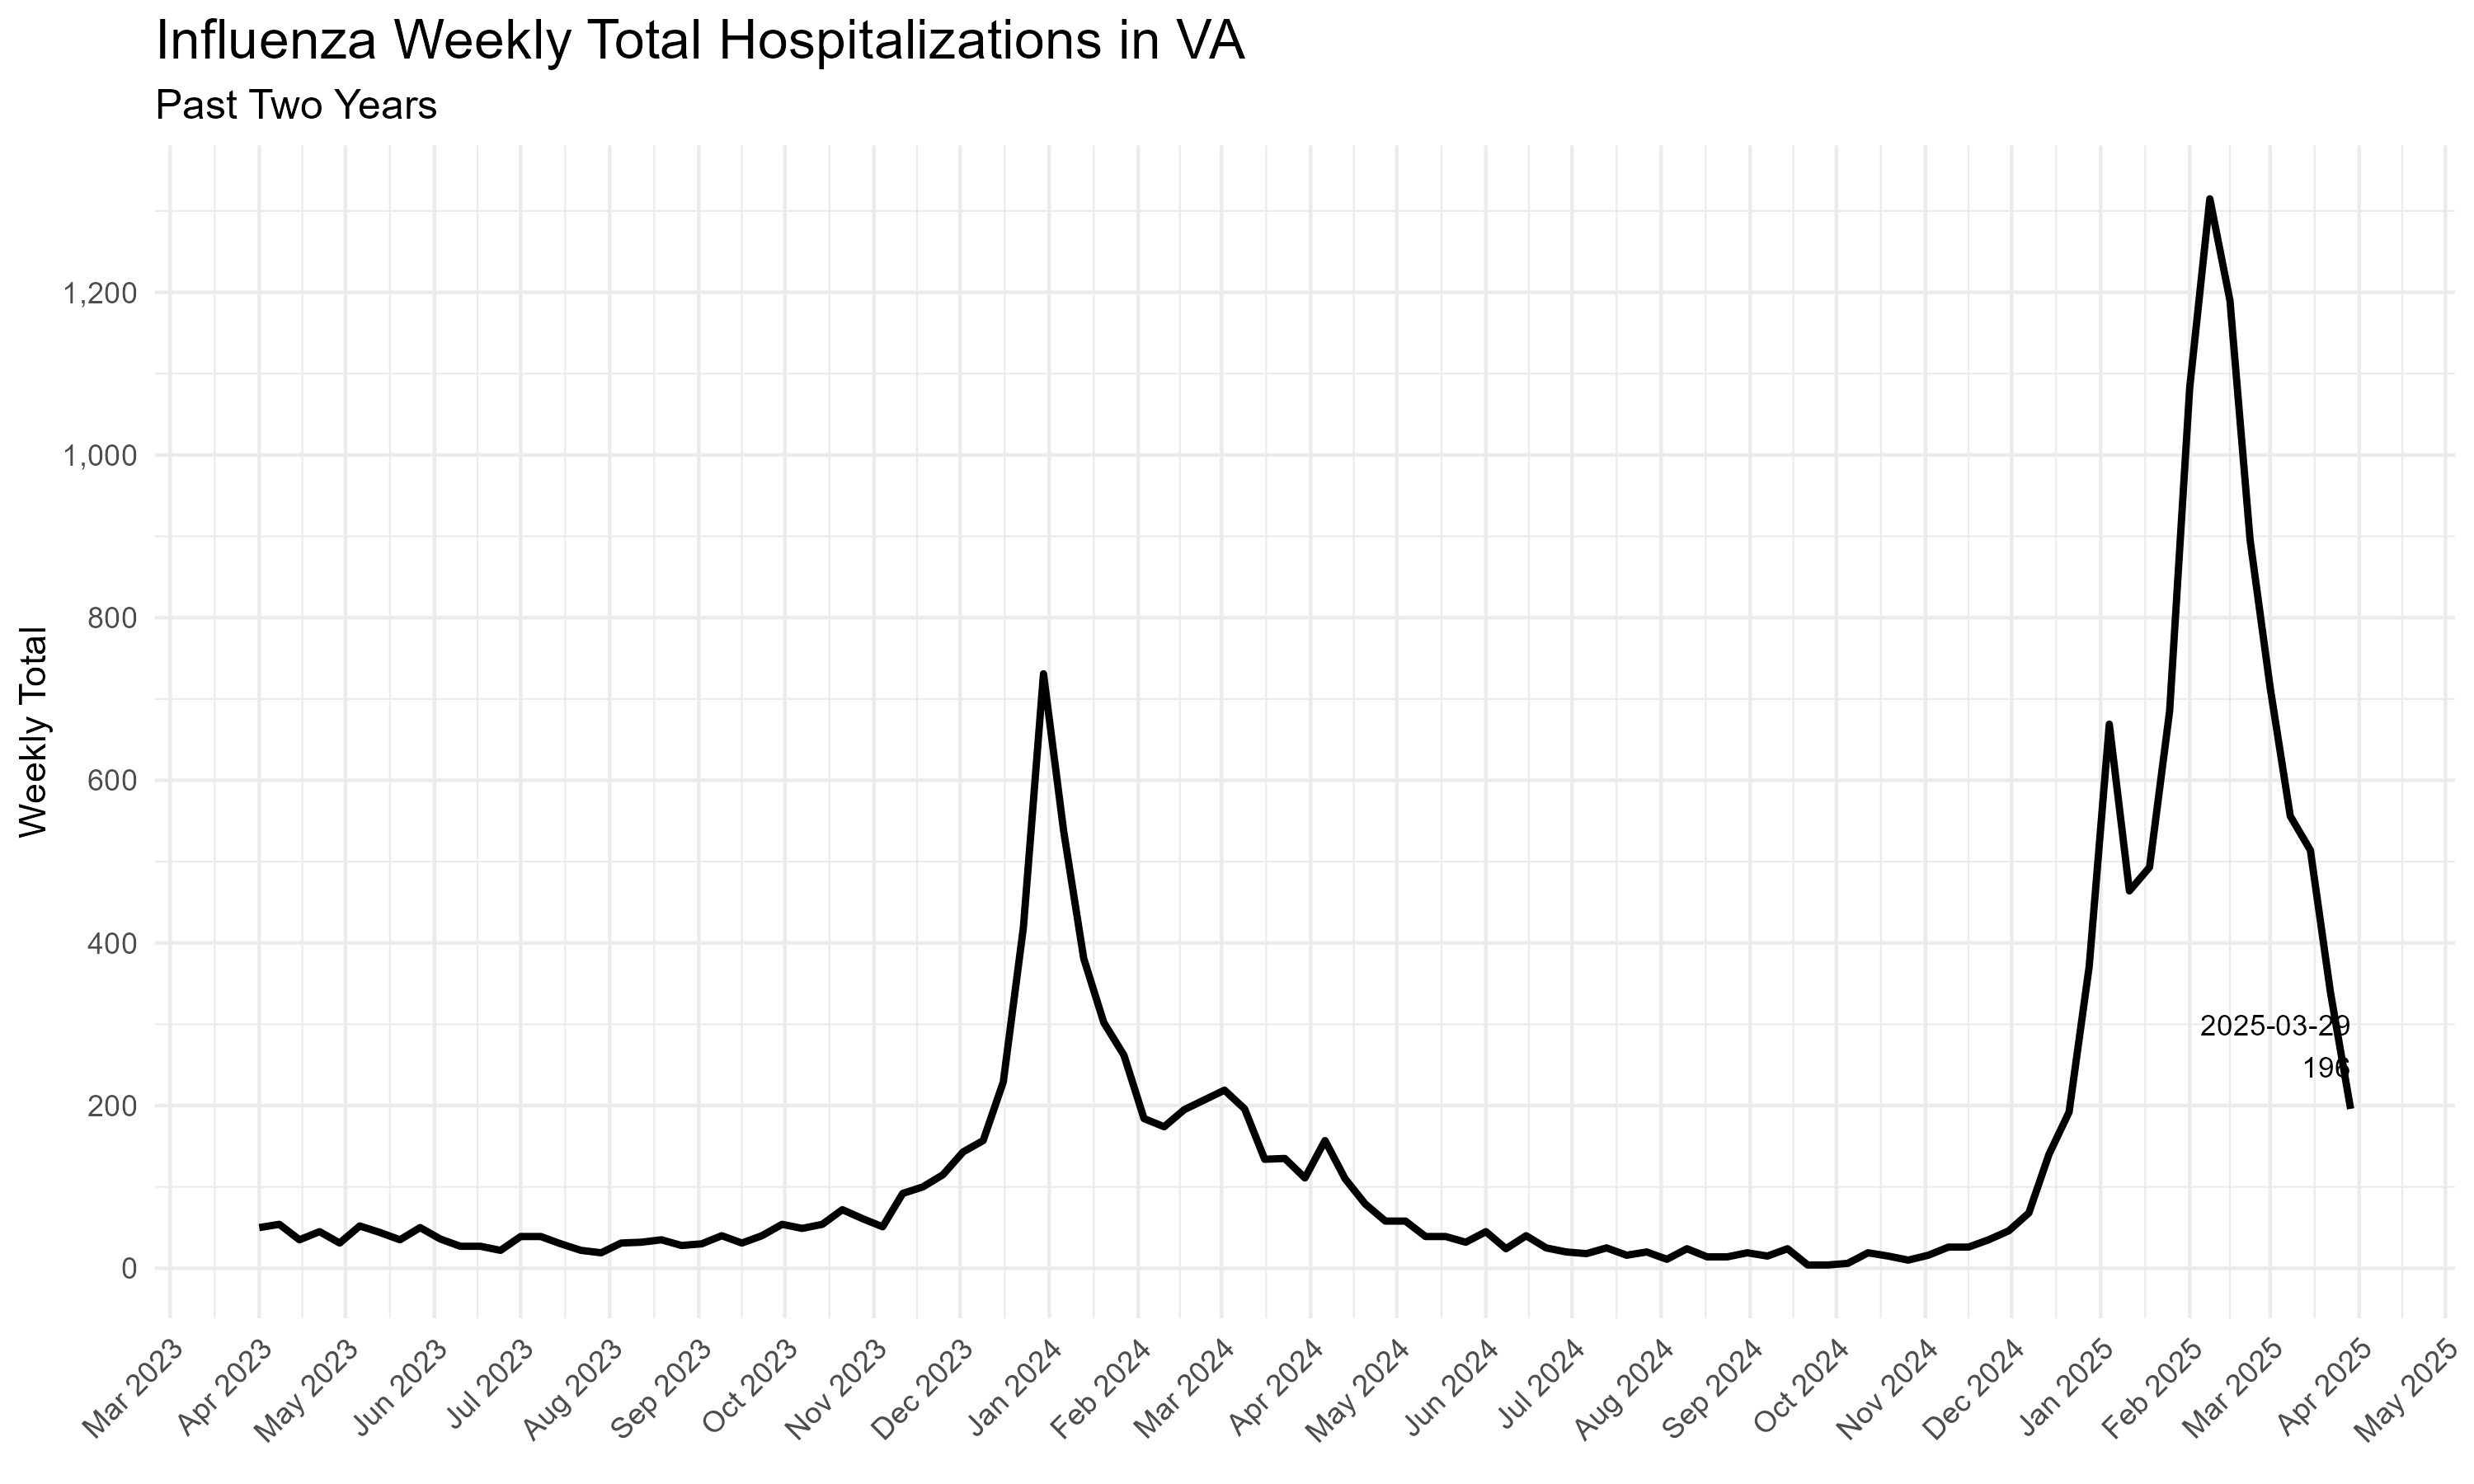 Influenza Weekly Total Hospitalizations in VA
Past Two Years
Weekly Total
1,200
1,000
800
600
400
200
0
2025-03-29
196
Mar 2023
Apr 2023
May 2023
Jun 2023
Jul 2023
Aug 2023
Sep 2023
Oct 2023
Nov 2023
Dec 2023
Jan 2024
Feb 2024
Mar 2024
Apr 2024
May 2024
Jun 2024
Jul 2024
Aug 2024
Sep 2024
Oct 2024
Nov 2024
Dec 2024
Jan 2025
Feb 2025
Mar 2025
Apr 2025
May 2025